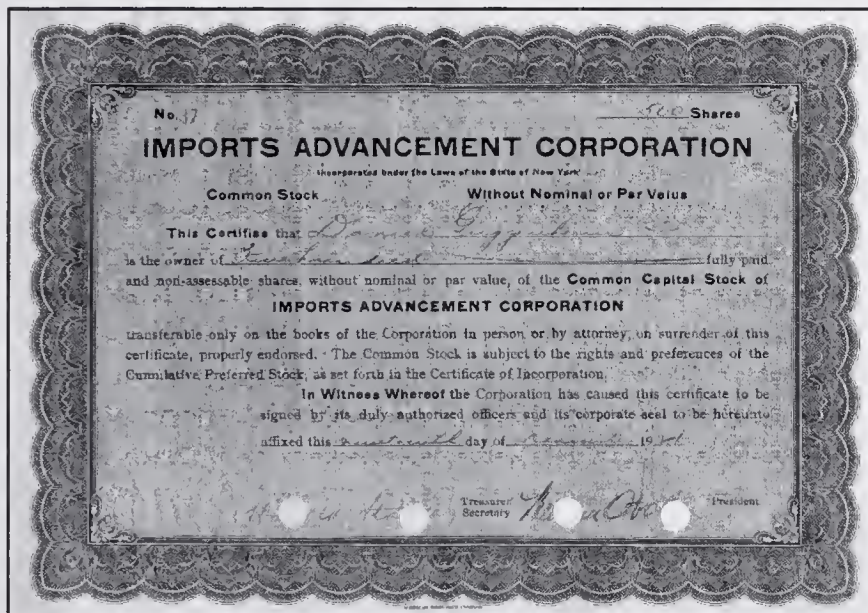 No. 37 500 Shares
IMPORTS ADVANCEMENT CORPORATION
Incorporated under the Laws of the State of New York
Common Stock Without Nominal or Par Value
This Certifies that Daniel Guggenheim
is the owner of Five hundred fully paid
and non-assessable shares, without nominal or par value, of the Common Capital Stock of
IMPORTS ADVANCEMENT CORPORATION
transferable only on the books of the Corporation in person or by attorney, on surrender of this
certificate, properly endorsed. The Common Stock is subject to the rights and preferences of the
Cumulative Preferred Stock, as set forth in the Certificate of Incorporation.
In Witness Whereof the Corporation has caused this certificate to be
signed by its duly authorized officers and its corporate seal to be hereunto
affixed this day of 19
Treasurer President
Secretary